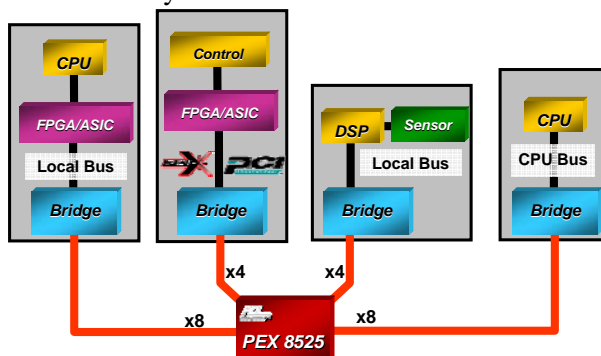 y
CPU
FPGA/ASIC
Local Bus
Bridge
Control
FPGA/ASIC
PCI
Bridge
DSP
Sensor
Local Bus
Bridge
CPU
CPU Bus
Bridge
x4
x4
x8
x8
PEX 8525